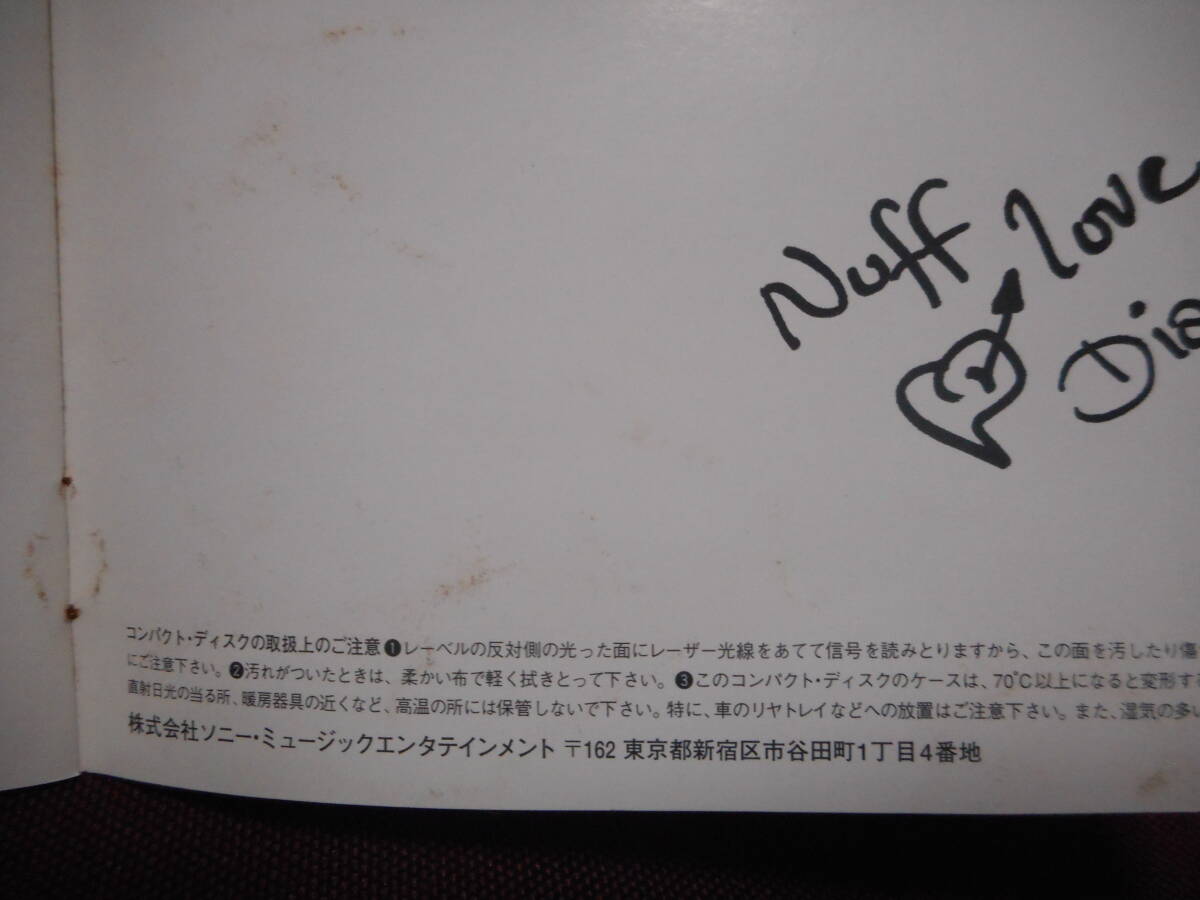 Nuff love
コンパクト・ディスクの取扱上のご注意❶レーベルの反対側の光った面にレーザー光線をあてて信号を読みとりますから、この面を汚したり傷
にご注意下さい。❷汚れがついたときは、柔かい布で軽く拭きとって下さい。❸このコンパクト・ディスクのケースは、70℃以上になると変形する
直射日光の当る所、暖房器具の近くなど、高温の所には保管しないで下さい。特に、車のリヤトレイなどへの放置はご注意下さい。また、湿気の多い
株式会社ソニー・ミュージックエンタテインメント 〒162 東京都新宿区市谷田町1丁目4番地